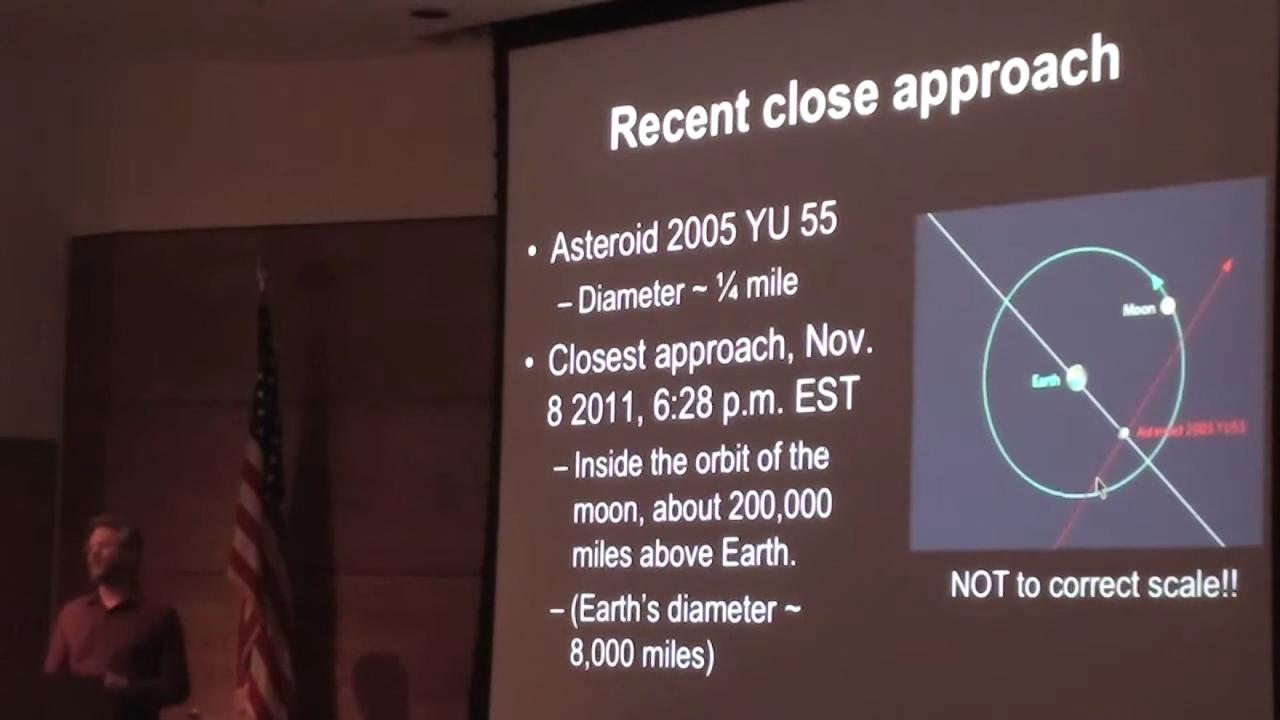 Recent close approach
• Asteroid 2005 YU 55
– Diameter ~ ¼ mile
• Closest approach, Nov.
8 2011, 6:28 p.m. EST
– Inside the orbit of the
moon, about 200,000
miles above Earth.
– (Earth's diameter ~
8,000 miles)
Moon
Earth
Asteroid 2005 YU55
NOT to correct scale!!